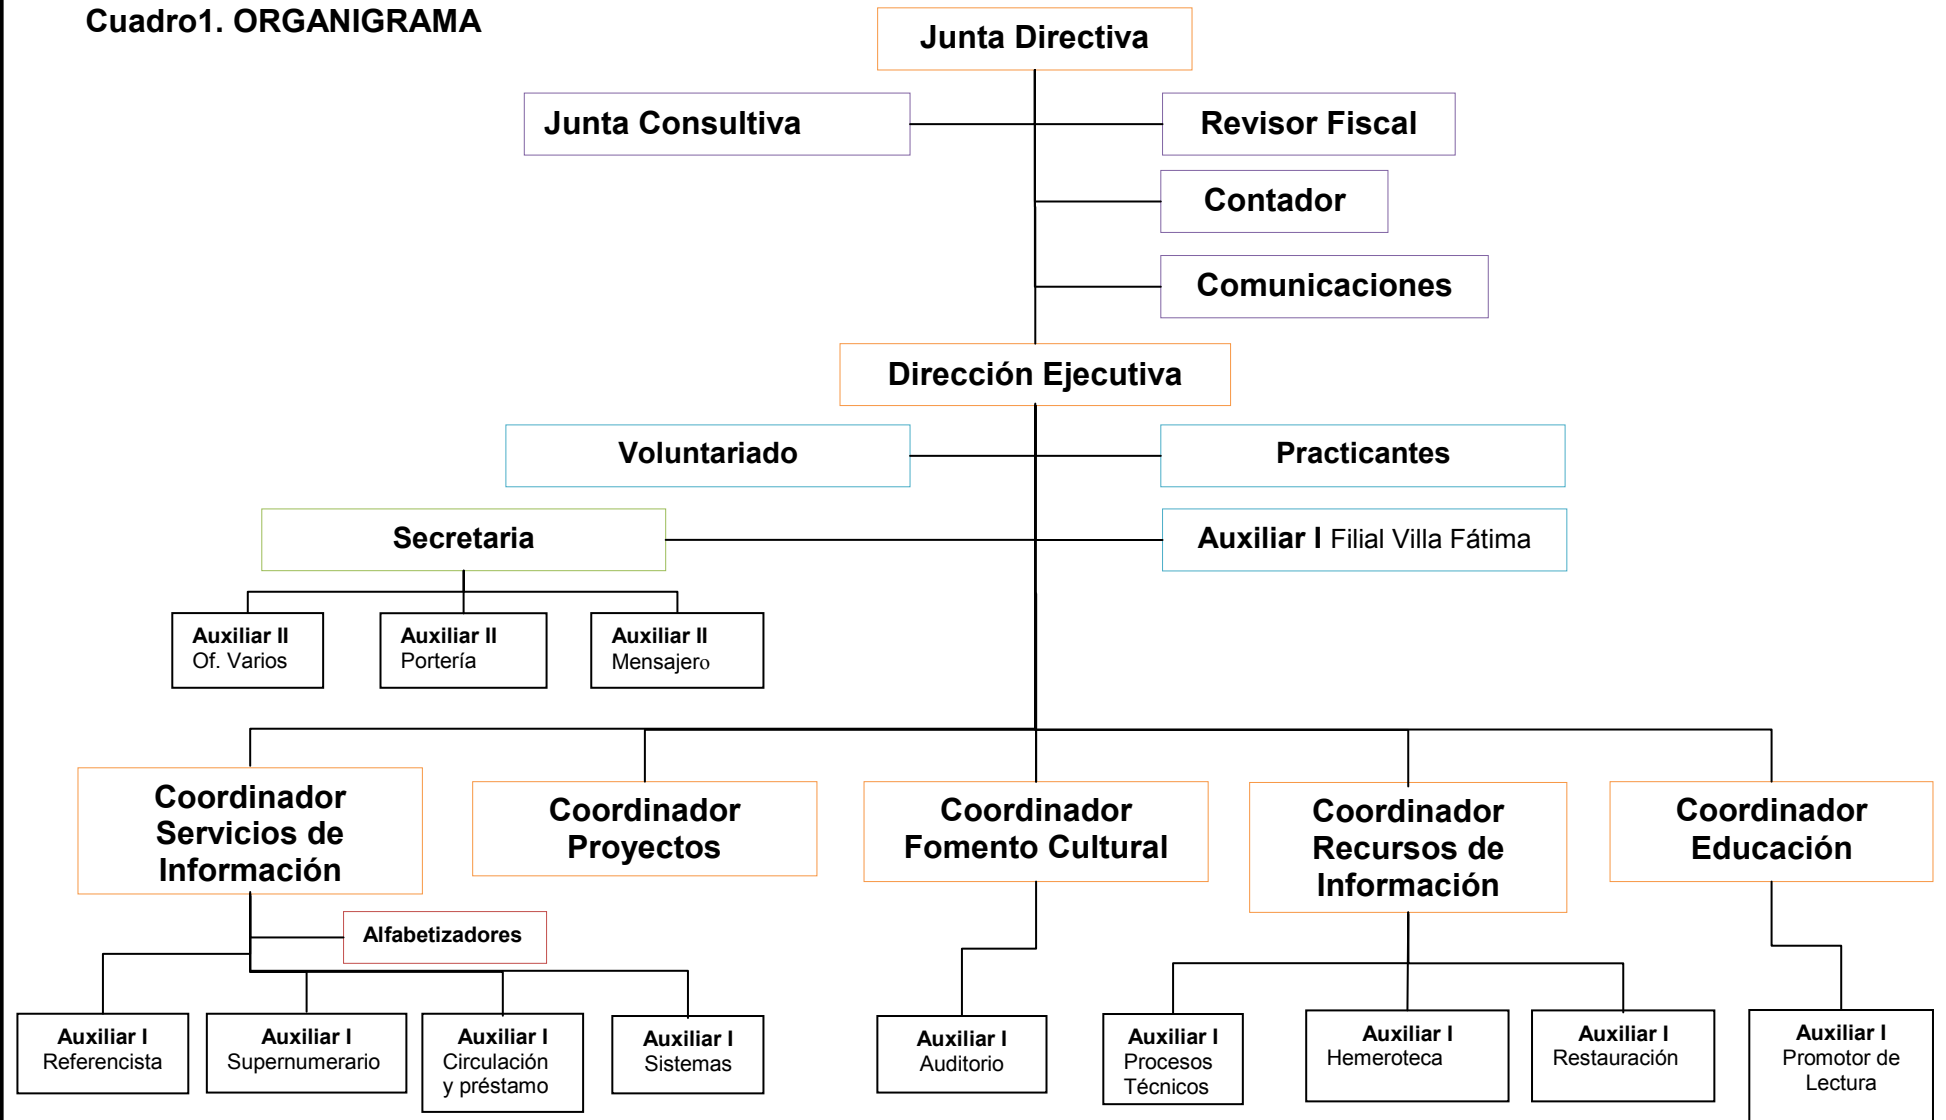 Cuadro1. ORGANIGRAMA
Junta Directiva
Junta Consultiva
Revisor Fiscal
Contador
Comunicaciones
Dirección Ejecutiva
Voluntariado
Practicantes
Secretaria
Auxiliar I Filial Villa Fátima
Auxiliar II
Of. Varios
Auxiliar II
Portería
Auxiliar II
Mensajero
Coordinador
Servicios de
Información
Coordinador
Proyectos
Coordinador
Fomento Cultural
Coordinador
Recursos de
Información
Coordinador
Educación
Alfabetizadores
Auxiliar I
Referencista
Auxiliar I
Supernumerario
Auxiliar I
Circulación
y préstamo
Auxiliar I
Sistemas
Auxiliar I
Auditorio
Auxiliar I
Procesos
Técnicos
Auxiliar I
Hemeroteca
Auxiliar I
Restauración
Auxiliar I
Promotor de
Lectura